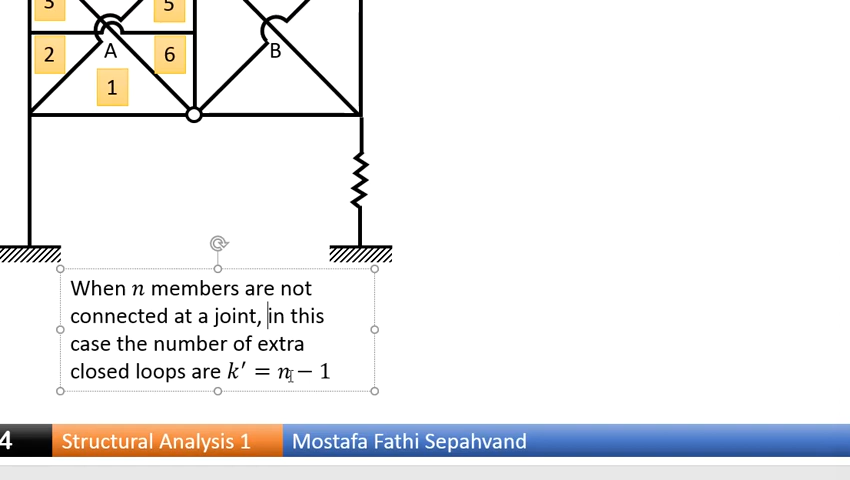 3
5
2
A
6
B
1
When n members are not
connected at a joint, in this
case the number of extra
closed loops are k′ = n − 1
4
Structural Analysis 1
Mostafa Fathi Sepahvand